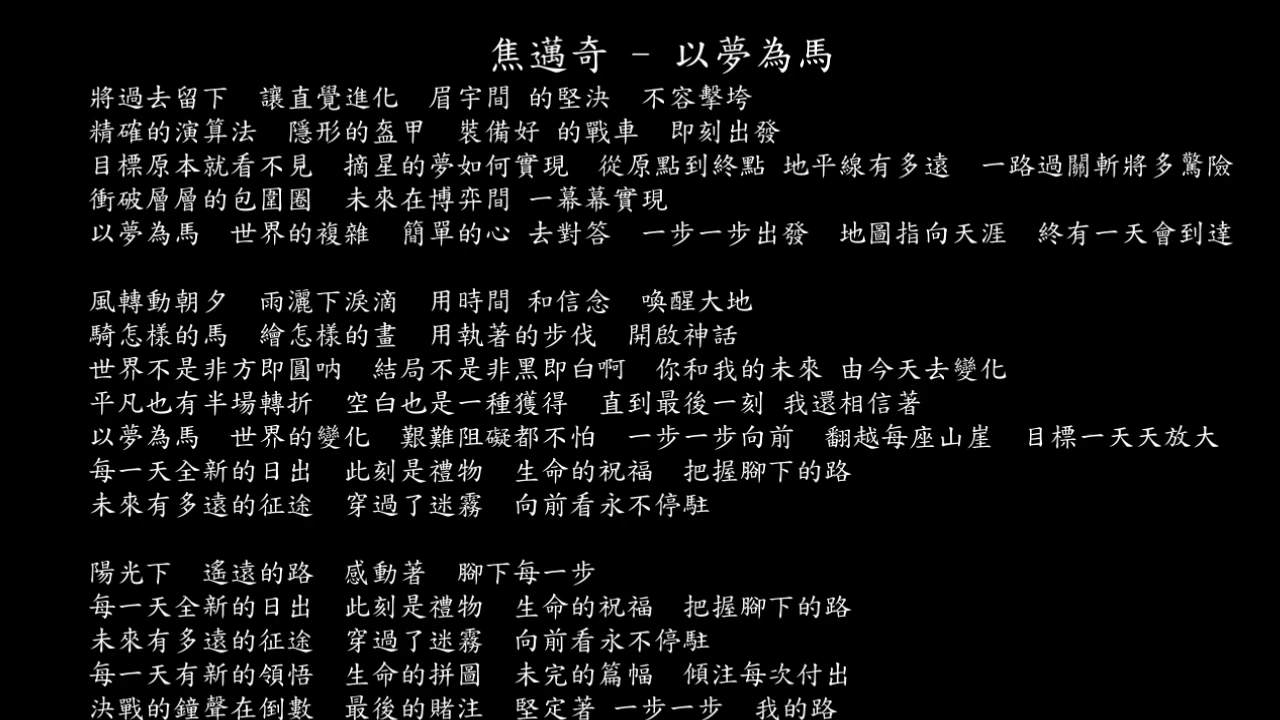 焦邁奇 - 以夢為馬
將過去留下　讓直覺進化　眉宇間 的堅決　不容擊垮
精確的演算法　隱形的盔甲　裝備好 的戰車　即刻出發
目標原本就看不見　摘星的夢如何實現　從原點到終點 地平線有多遠　一路過關斬將多驚險
衝破層層的包圍圈　未來在博弈間 一幕幕實現
以夢為馬　世界的複雜　簡單的心 去對答　一步一步出發　地圖指向天涯　終有一天會到達
風轉動朝夕　雨灑下淚滴　用時間 和信念　喚醒大地
騎怎樣的馬　繪怎樣的畫　用執著的步伐　開啟神話
世界不是非方即圓吶　結局不是非黑即白啊　你和我的未來 由今天去變化
平凡也有半場轉折　空白也是一種獲得　直到最後一刻 我還相信著
以夢為馬　世界的變化　艱難阻礙都不怕　一步一步向前　翻越每座山崖　目標一天天放大
每一天全新的日出　此刻是禮物　生命的祝福　把握腳下的路
未來有多遠的征途　穿過了迷霧　向前看永不停駐
陽光下　遙遠的路　感動著　腳下每一步
每一天全新的日出　此刻是禮物　生命的祝福　把握腳下的路
未來有多遠的征途　穿過了迷霧　向前看永不停駐
每一天有新的領悟　生命的拼圖　未完的篇幅　傾注每次付出
決戰的鐘聲在倒數　最後的賭注　堅定著 一步一步　我的路